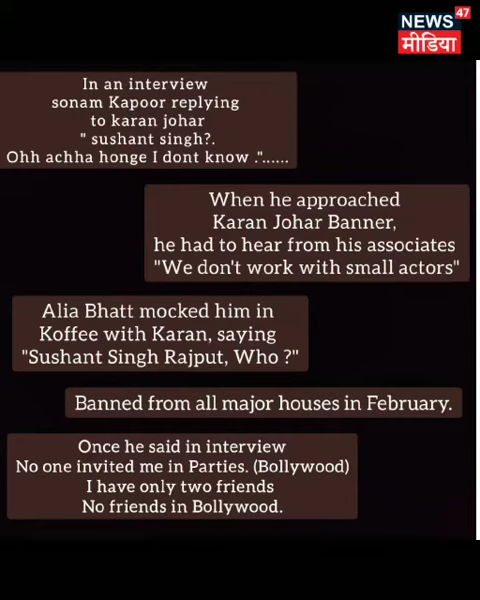 NEWS 47
मीडिया
In an interview
sonam Kapoor replying
to karan johar
" sushant singh?.
Ohh achha honge I dont know ."......
When he approached
Karan Johar Banner,
he had to hear from his associates
"We don't work with small actors"
Alia Bhatt mocked him in
Koffee with Karan, saying
"Sushant Singh Rajput, Who ?"
Banned from all major houses in February.
Once he said in interview
No one invited me in Parties. (Bollywood)
I have only two friends
No friends in Bollywood.